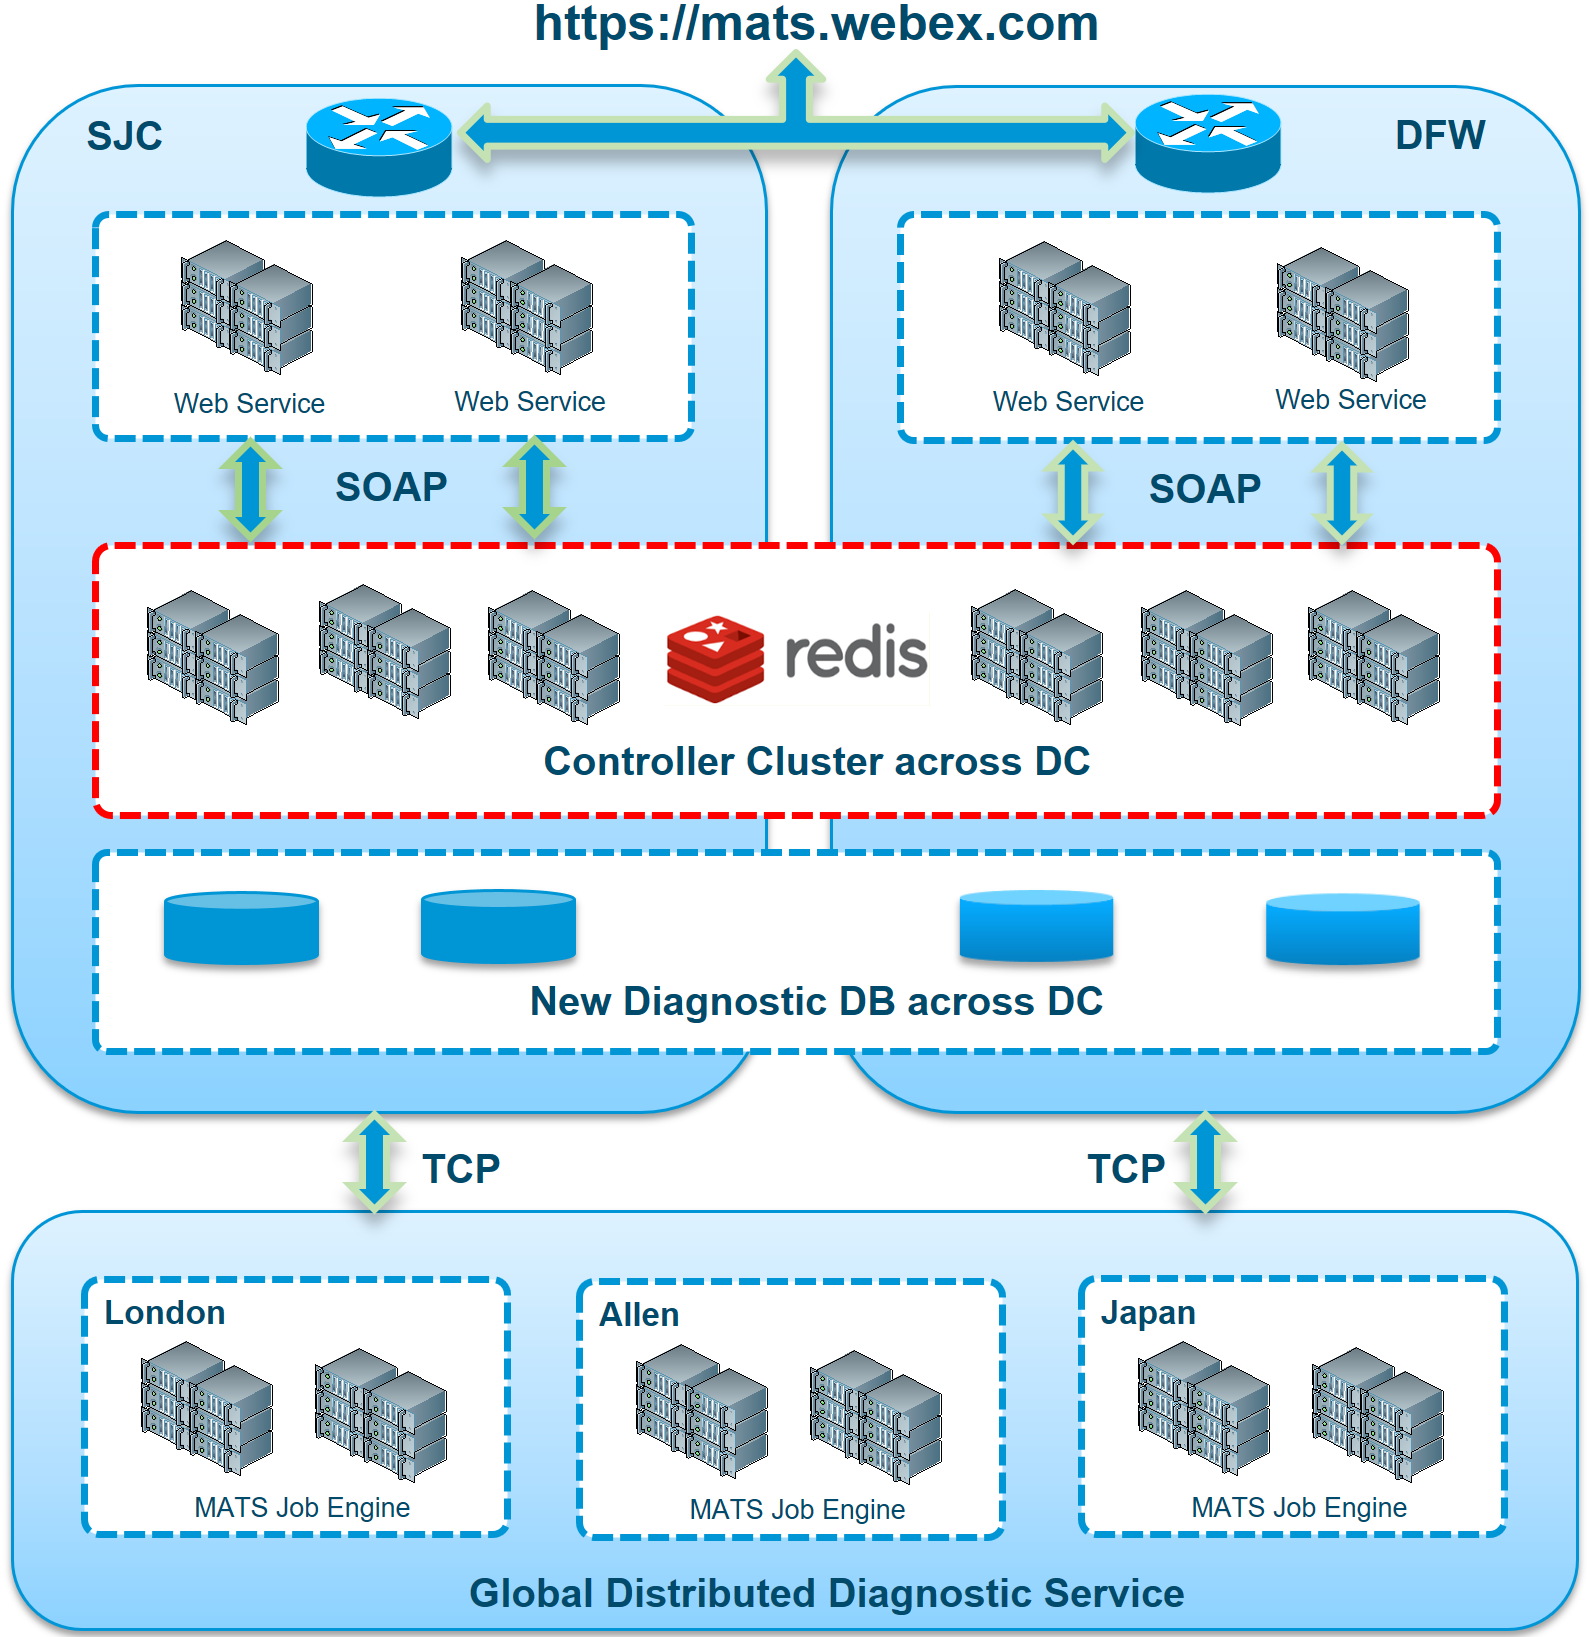 https://mats.webex.com
SJC
DFW
Web Service
Web Service
Web Service
Web Service
SOAP
SOAP
redis
Controller Cluster across DC
New Diagnostic DB across DC
TCP
TCP
London
Allen
Japan
MATS Job Engine
MATS Job Engine
MATS Job Engine
Global Distributed Diagnostic Service